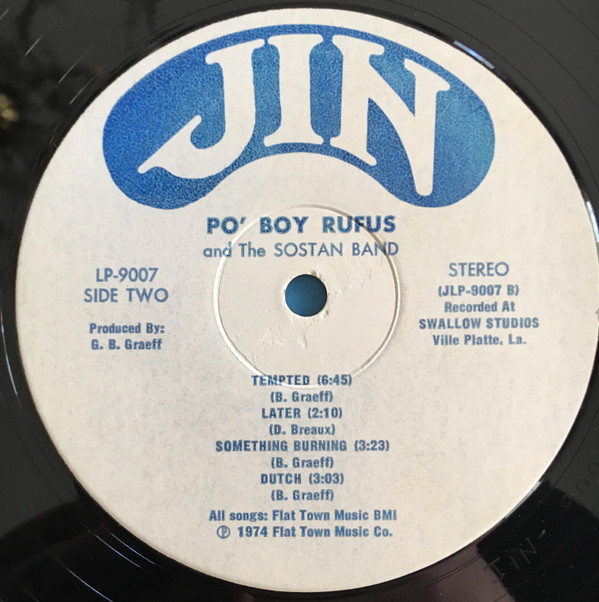 JIN
PO' BOY RUFUS
and The SOSTAN BAND
LP-9007
SIDE TWO
Produced By:
G. B. Graeff
STEREO
(JLP-9007 B)
Recorded At
SWALLOW STUDIOS
Ville Platte, La.
TEMPTED (6:45)
(B. Graeff)
LATER (2:10)
(D. Breaux)
SOMETHING BURNING (3:23)
(B. Graeff)
DUTCH (3:03)
(B. Graeff)
All songs: Flat Town Music BMI
℗ 1974 Flat Town Music Co.
JIN-